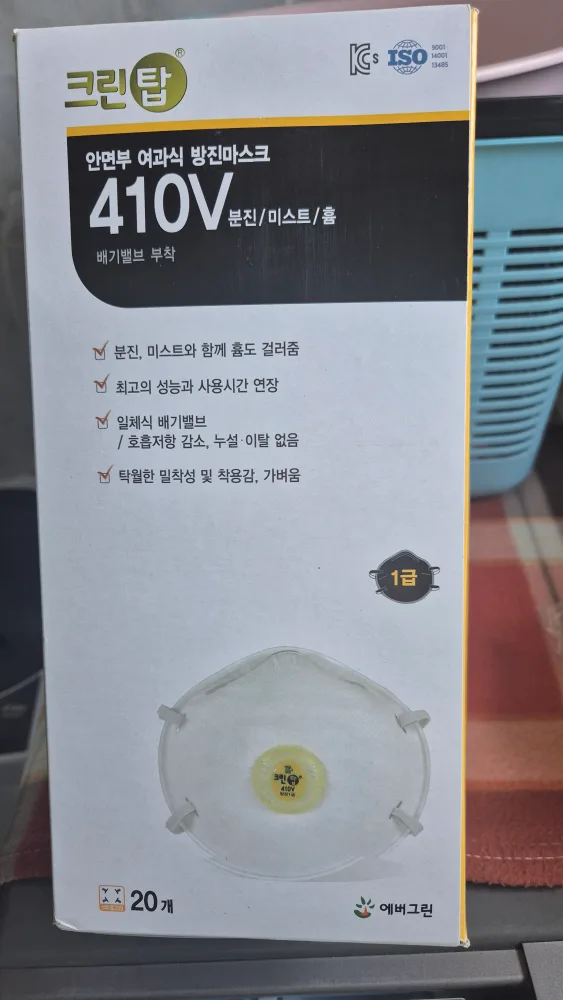 크린탑®
KCs ISO 9001
14001
13485
안면부 여과식 방진마스크
410V 분진/미스트/흄
배기밸브 부착
분진, 미스트와 함께 흄도 걸러줌
최고의 성능과 사용시간 연장
일체식 배기밸브
/ 호흡저항 감소, 누설·이탈 없음
탁월한 밀착성 및 착용감, 가벼움
1급
크린탑®
410V
20개
에버그린